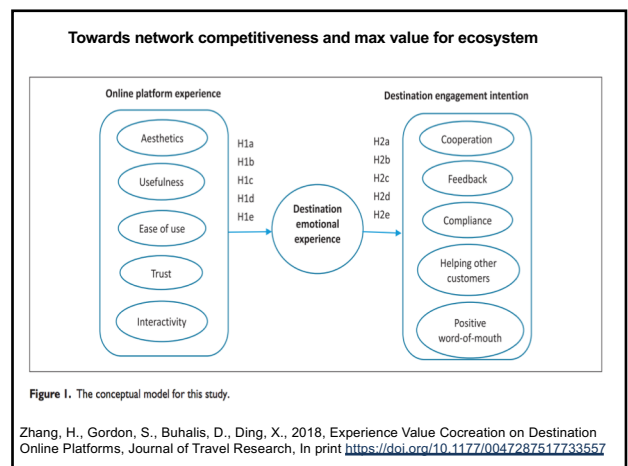 Towards network competitiveness and max value for ecosystem
Online platform experience
Aesthetics
Usefulness
Ease of use
Trust
Interactivity
H1a
H1b
H1c
H1d
H1e
Destination
emotional
experience
H2a
H2b
H2c
H2d
H2e
Destination engagement intention
Cooperation
Feedback
Compliance
Helping other
customers
Positive
word-of-mouth
Figure 1. The conceptual model for this study.
Zhang, H., Gordon, S., Buhalis, D., Ding, X., 2018, Experience Value Cocreation on Destination
Online Platforms, Journal of Travel Research, In print https://doi.org/10.1177/0047287517733557